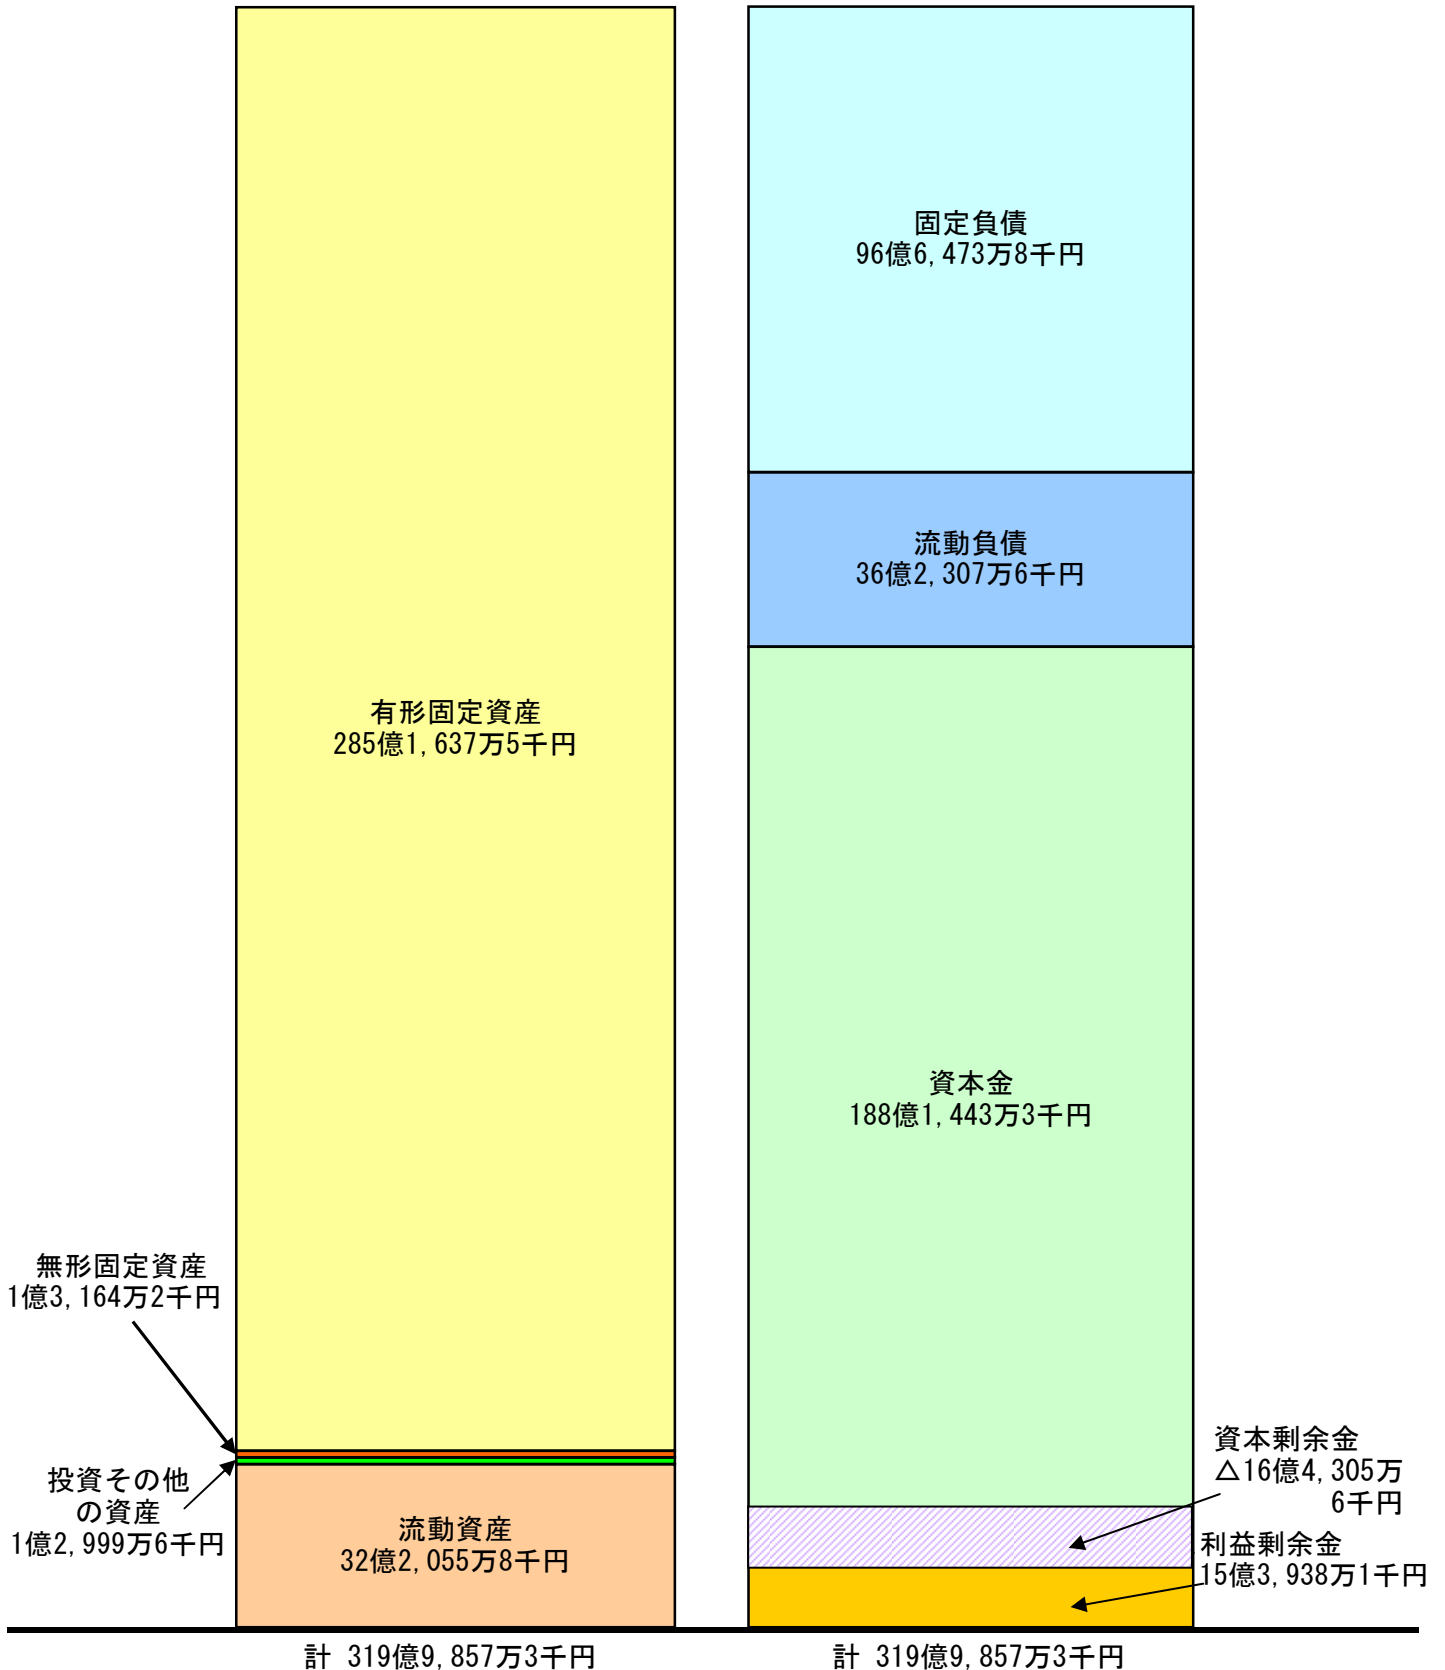 有形固定資産
285億1,637万5千円
無形固定資産
1億3,164万2千円
投資その他
の資産
1億2,999万6千円
流動資産
32億2,055万8千円
計 319億9,857万3千円
固定負債
96億6,473万8千円
流動負債
36億2,307万6千円
資本金
188億1,443万3千円
資本剰余金
△16億4,305万
6千円
利益剰余金
15億3,938万1千円
計 319億9,857万3千円